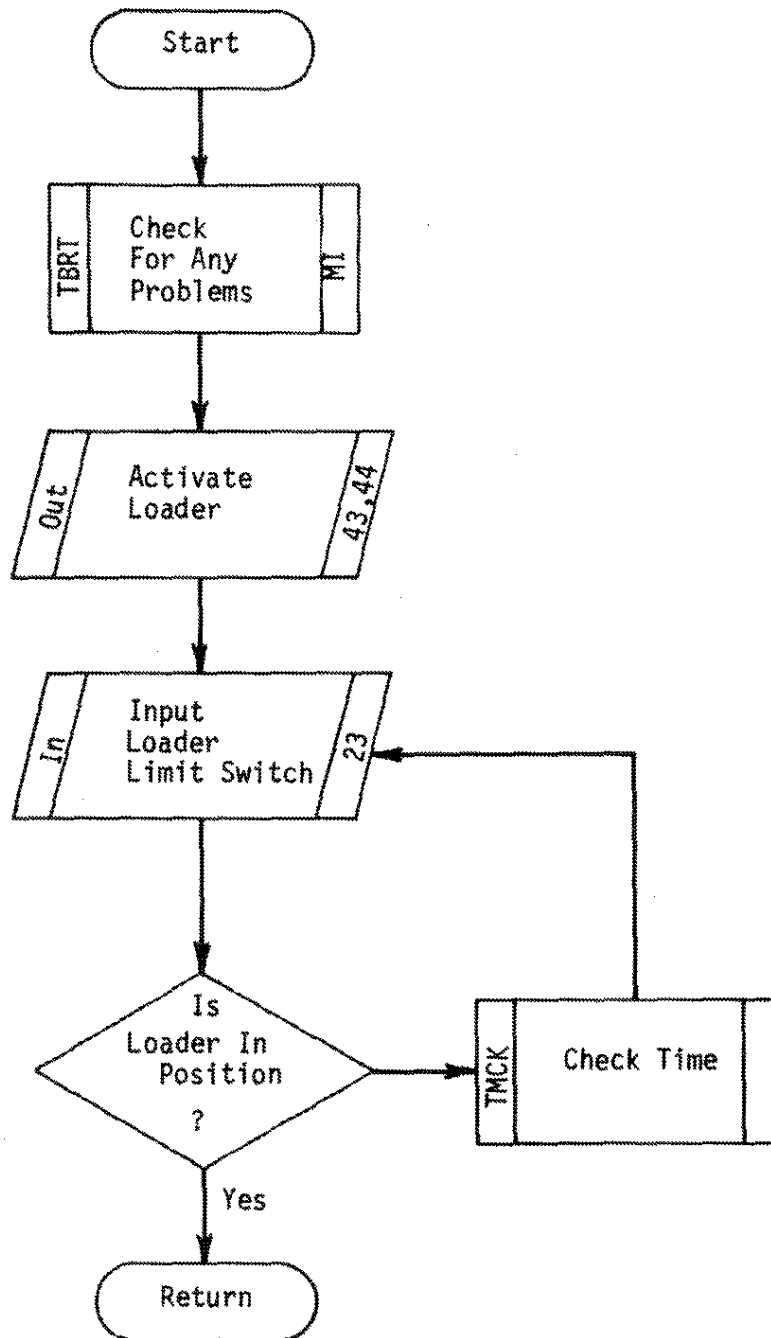 Start
TBRT
Check
For Any
Problems
MI
Out
Activate
Loader
43,44
In
Input
Loader
Limit Switch
23
Is
Loader In
Position
?
TMCK
Check Time
Yes
Return